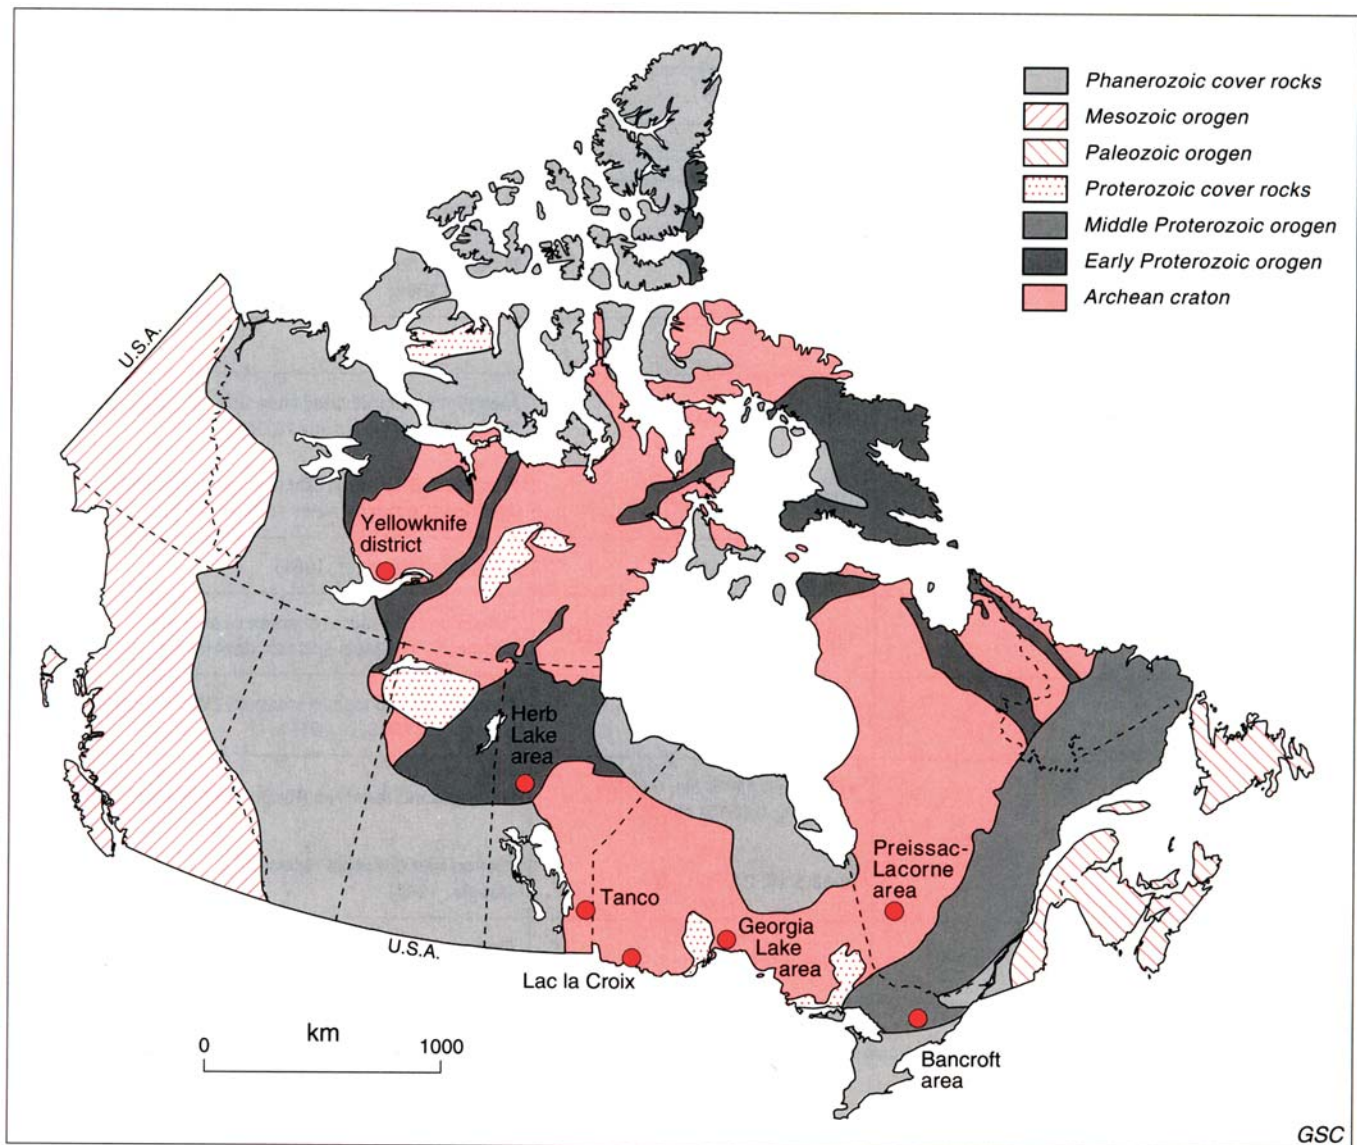 Phanerozoic cover rocks
Mesozoic orogen
Paleozoic orogen
Proterozoic cover rocks
Middle Proterozoic orogen
Early Proterozoic orogen
Archean craton
U.S.A.
Yellowknife
district
Herb
Lake
area
Preissac-
Lacorne
area
Tanco
Georgia
Lake
area
U.S.A.
Lac la Croix
km
0
1000
Bancroft
area
GSC